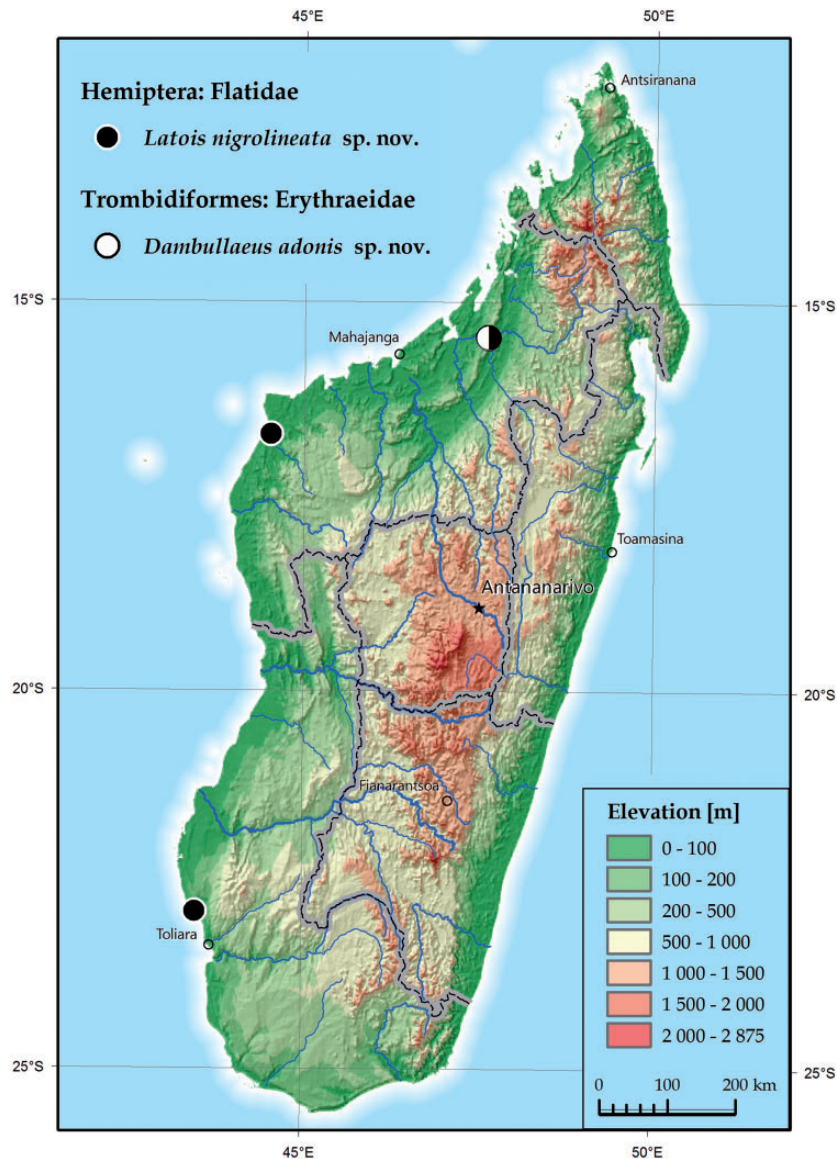 45°E
50°E
Hemiptera: Flatidae
Latois nigrolineata sp. nov.
Trombidiformes: Erythraeidae
Dambullaeus adonis sp. nov.
Antsiranana
15°S
15°S
Mahajanga
Toamasina
Antananarivo
20°S
20°S
Fianarantsoa
Toliara
Elevation [m]
0 - 100
100 - 200
200 - 500
500 - 1 000
1 000 - 1 500
1 500 - 2 000
2 000 - 2 875
0 100 200 km
25°S
25°S
45°E
50°E